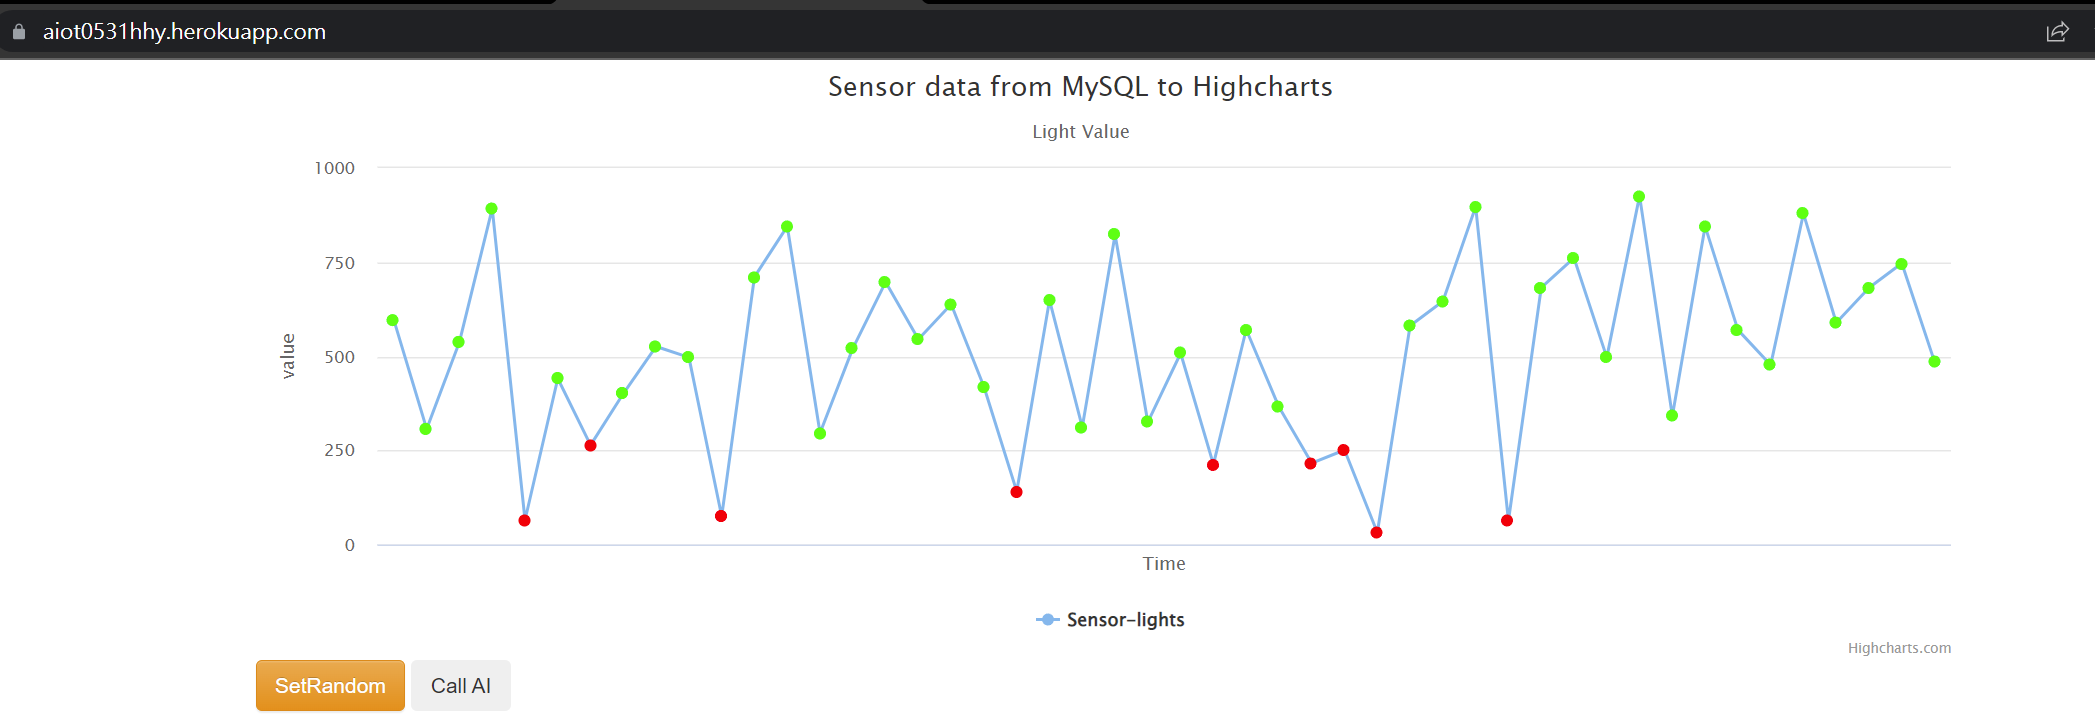 aiot0531hhy.herokuapp.com
Sensor data from MySQL to Highcharts
Light Value
1000
750
500
250
0
value
Time
Sensor-lights
Highcharts.com
SetRandom
Call AI